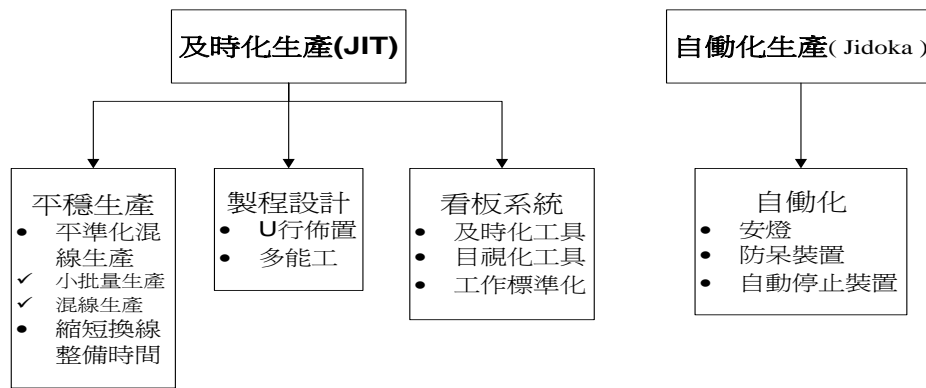 及時化生產(JIT)
自働化生產( Jidoka )
平穩生產
• 平準化混
線生產
✓ 小批量生產
✓ 混線生產
• 縮短換線
整備時間
製程設計
• U行佈置
• 多能工
看板系統
• 及時化工具
• 目視化工具
• 工作標準化
自働化
• 安燈
• 防呆裝置
• 自動停止裝置